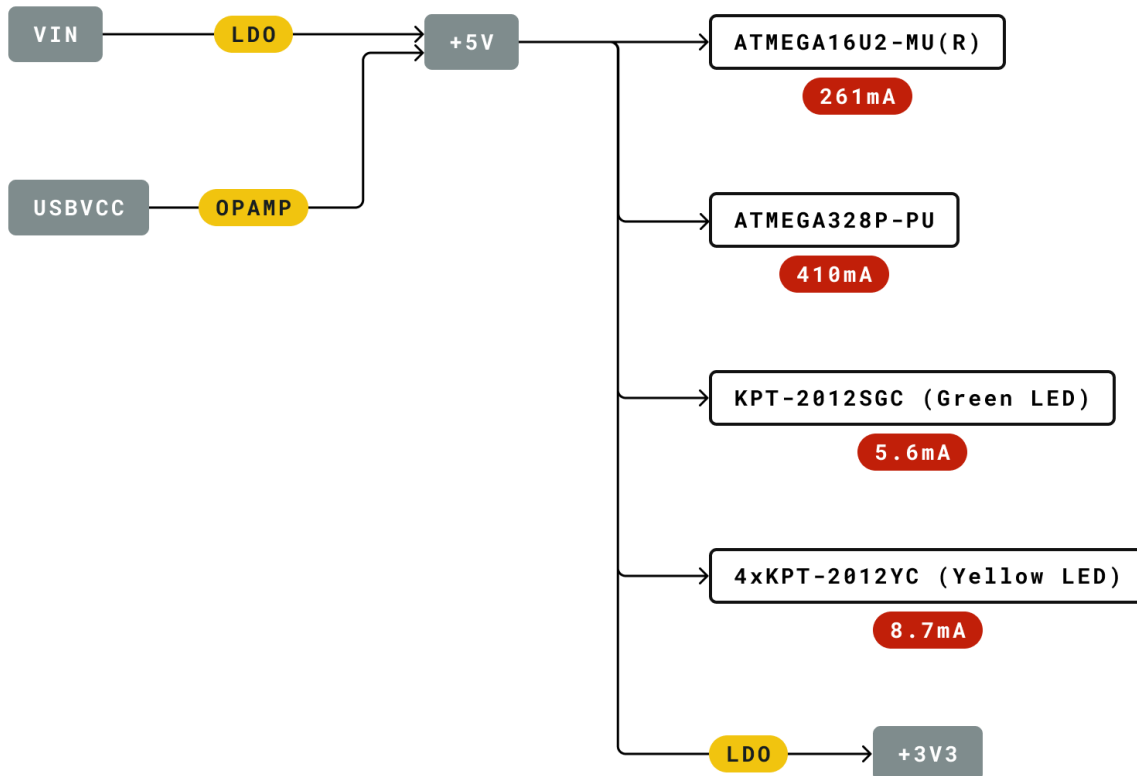 VIN
LDO
+5V
ATMEGA16U2-MU(R)
261mA
USBVCC
OPAMP
ATMEGA328P-PU
410mA
KPT-2012SGC (Green LED)
5.6mA
4xKPT-2012YC (Yellow LED)
8.7mA
LDO
+3V3